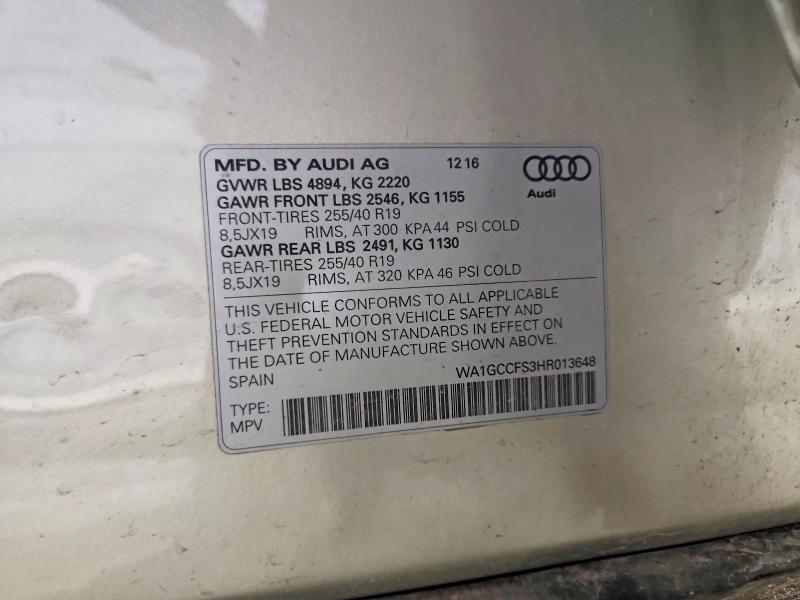 MFD. BY AUDI AG 12 16
Audi
GVWR LBS 4894, KG 2220
GAWR FRONT LBS 2546, KG 1155
FRONT-TIRES 255/40 R19
8,5JX19 RIMS, AT 300 KPA 44 PSI COLD
GAWR REAR LBS 2491, KG 1130
REAR-TIRES 255/40 R19
8,5JX19 RIMS, AT 320 KPA 46 PSI COLD
THIS VEHICLE CONFORMS TO ALL APPLICABLE
U.S. FEDERAL MOTOR VEHICLE SAFETY AND
THEFT PREVENTION STANDARDS IN EFFECT ON
THE DATE OF MANUFACTURE SHOWN ABOVE.
SPAIN WA1GCCFS3HR013648
TYPE:
MPV